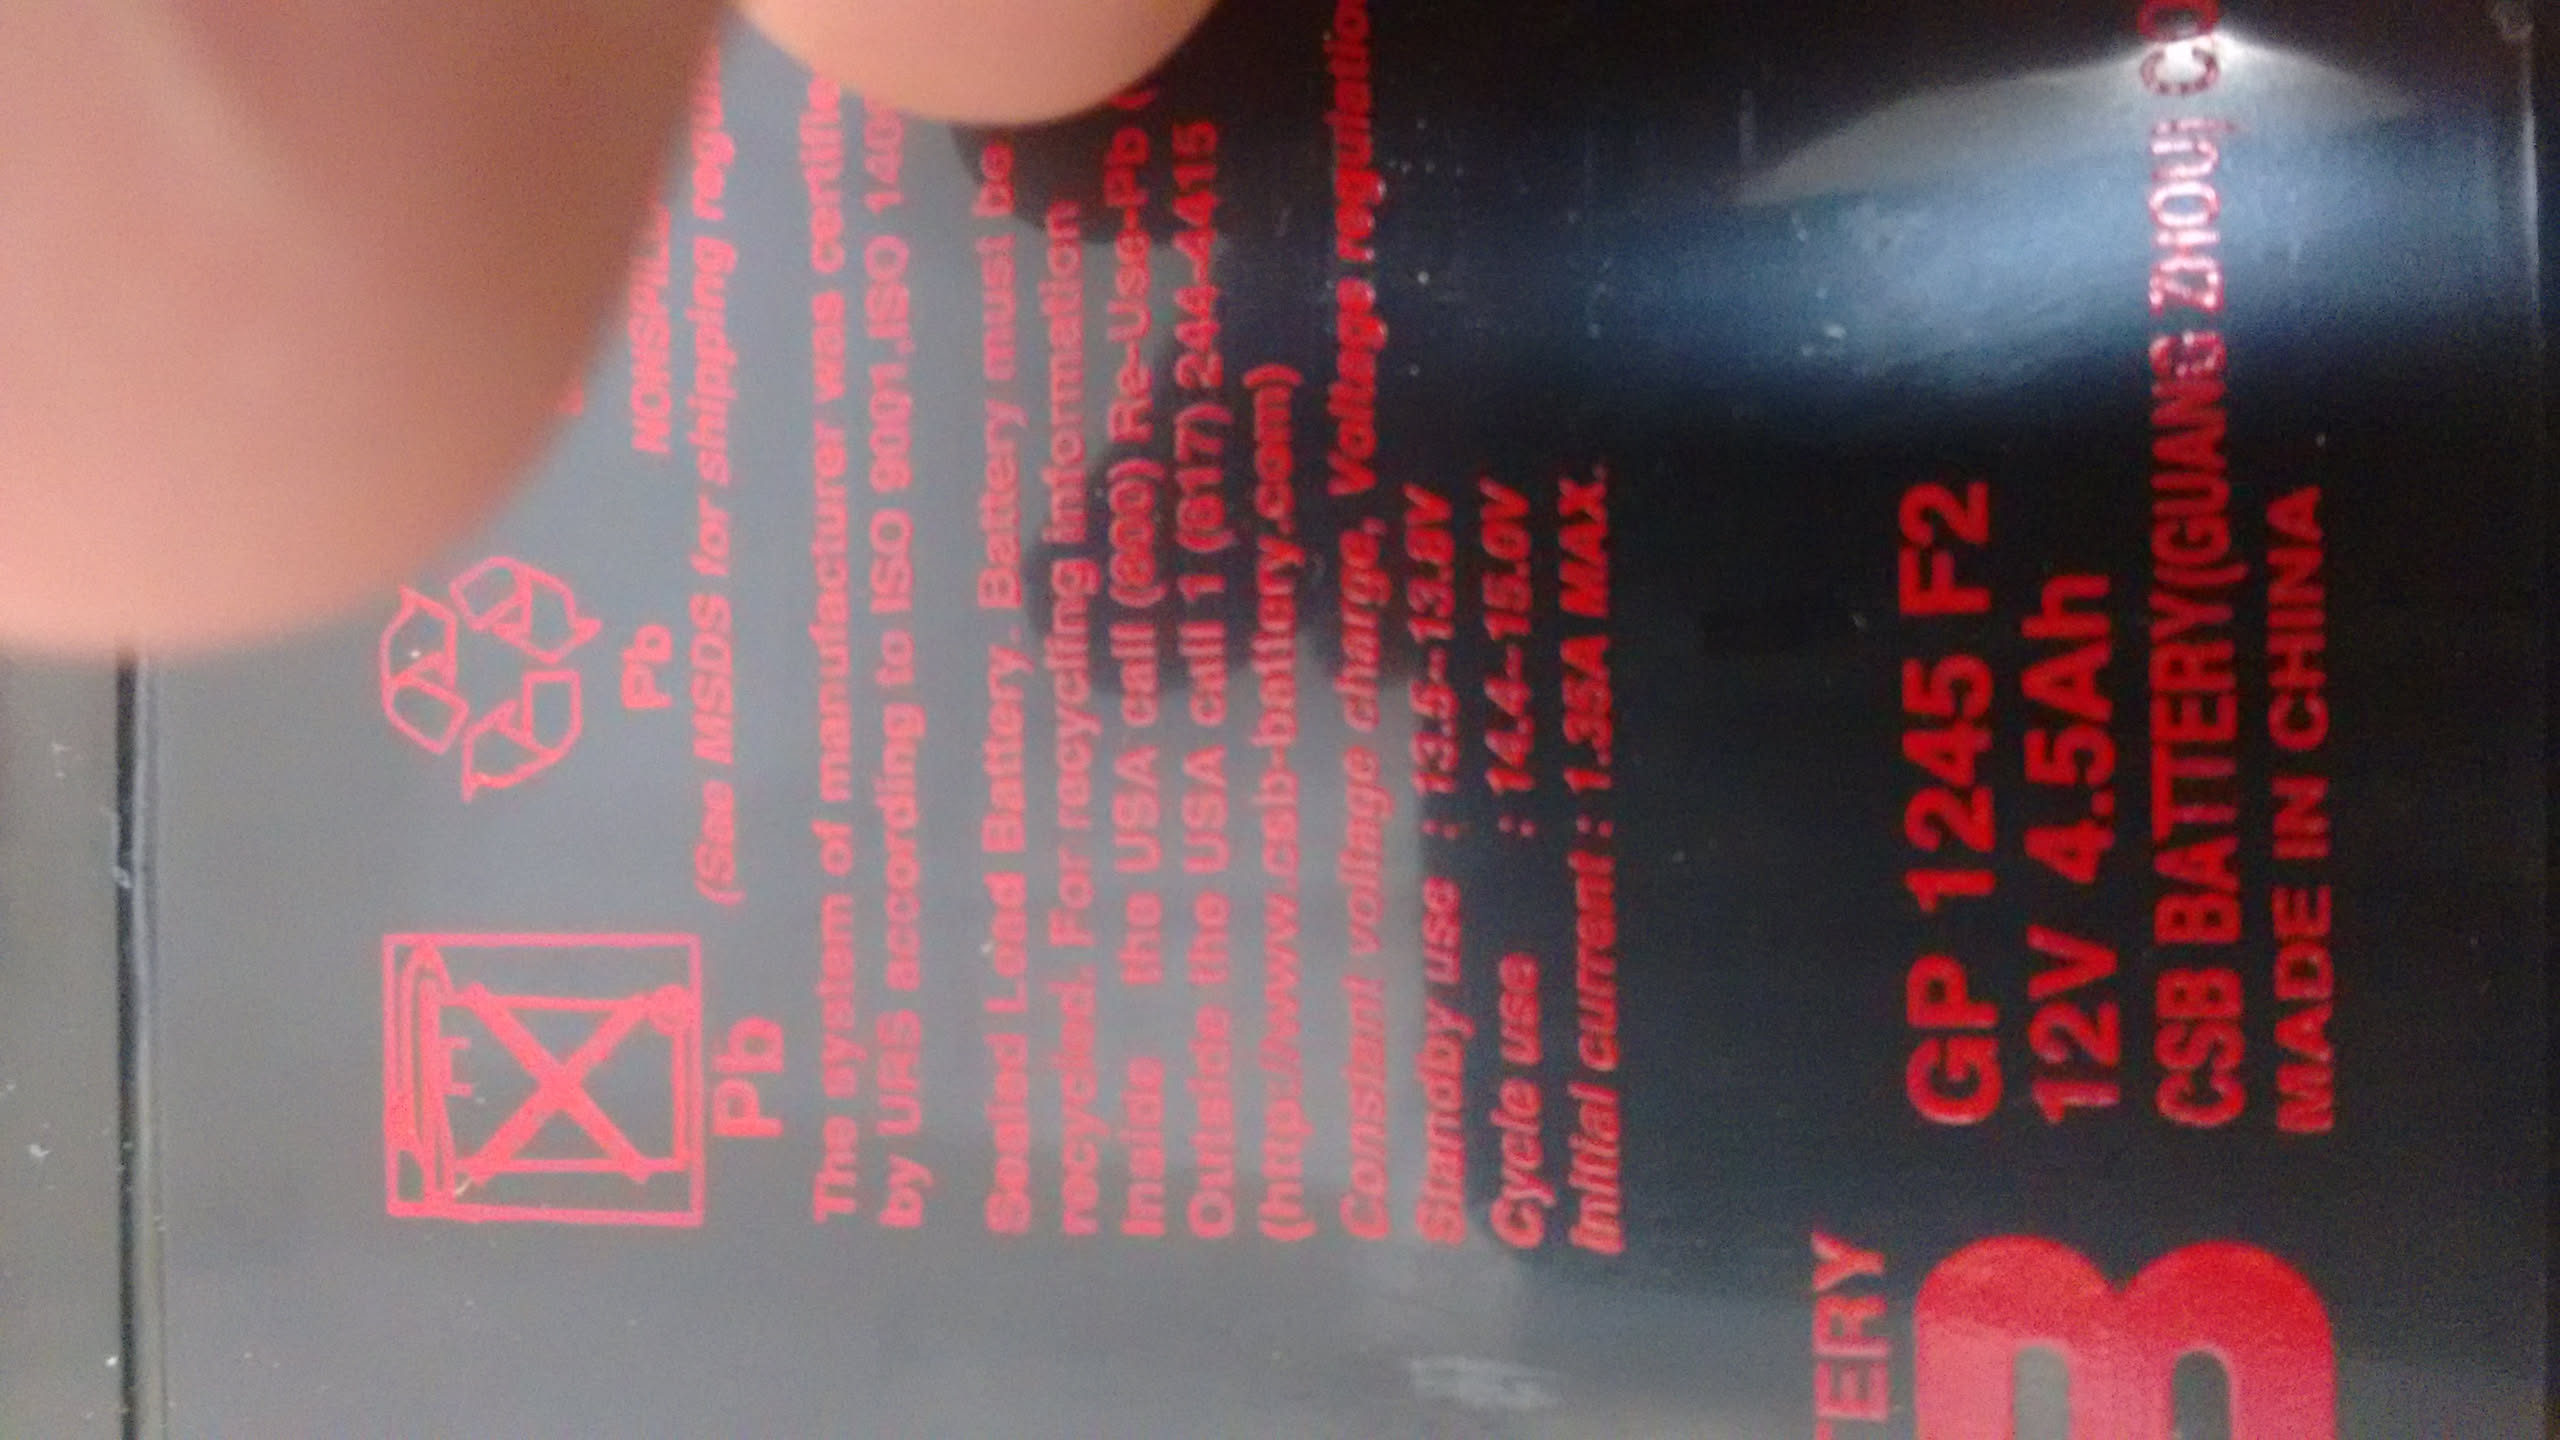 Pb
NONSPILL
Pb
(See MSDS for shipping regu
The system of manufacturer was certifie
by URS according to ISO 9001,ISO 1400
Sealed Lead Battery. Battery must be
recycled. For recycling information
Inside the USA call (800) Re-Use-Pb (
Outside the USA call 1 (817) 244-4415
(http://www.csb-battery.com)
Constant voltage charge, Voltage regulation
Standby use : 13.5~13.8V
Cycle use : 14.4~15.0V
Initial current : 1.35A MAX.
TERY
B
GP 1245 F2
12V 4.5Ah
CSB BATTERY(GUANG ZHOU) CO
MADE IN CHINA